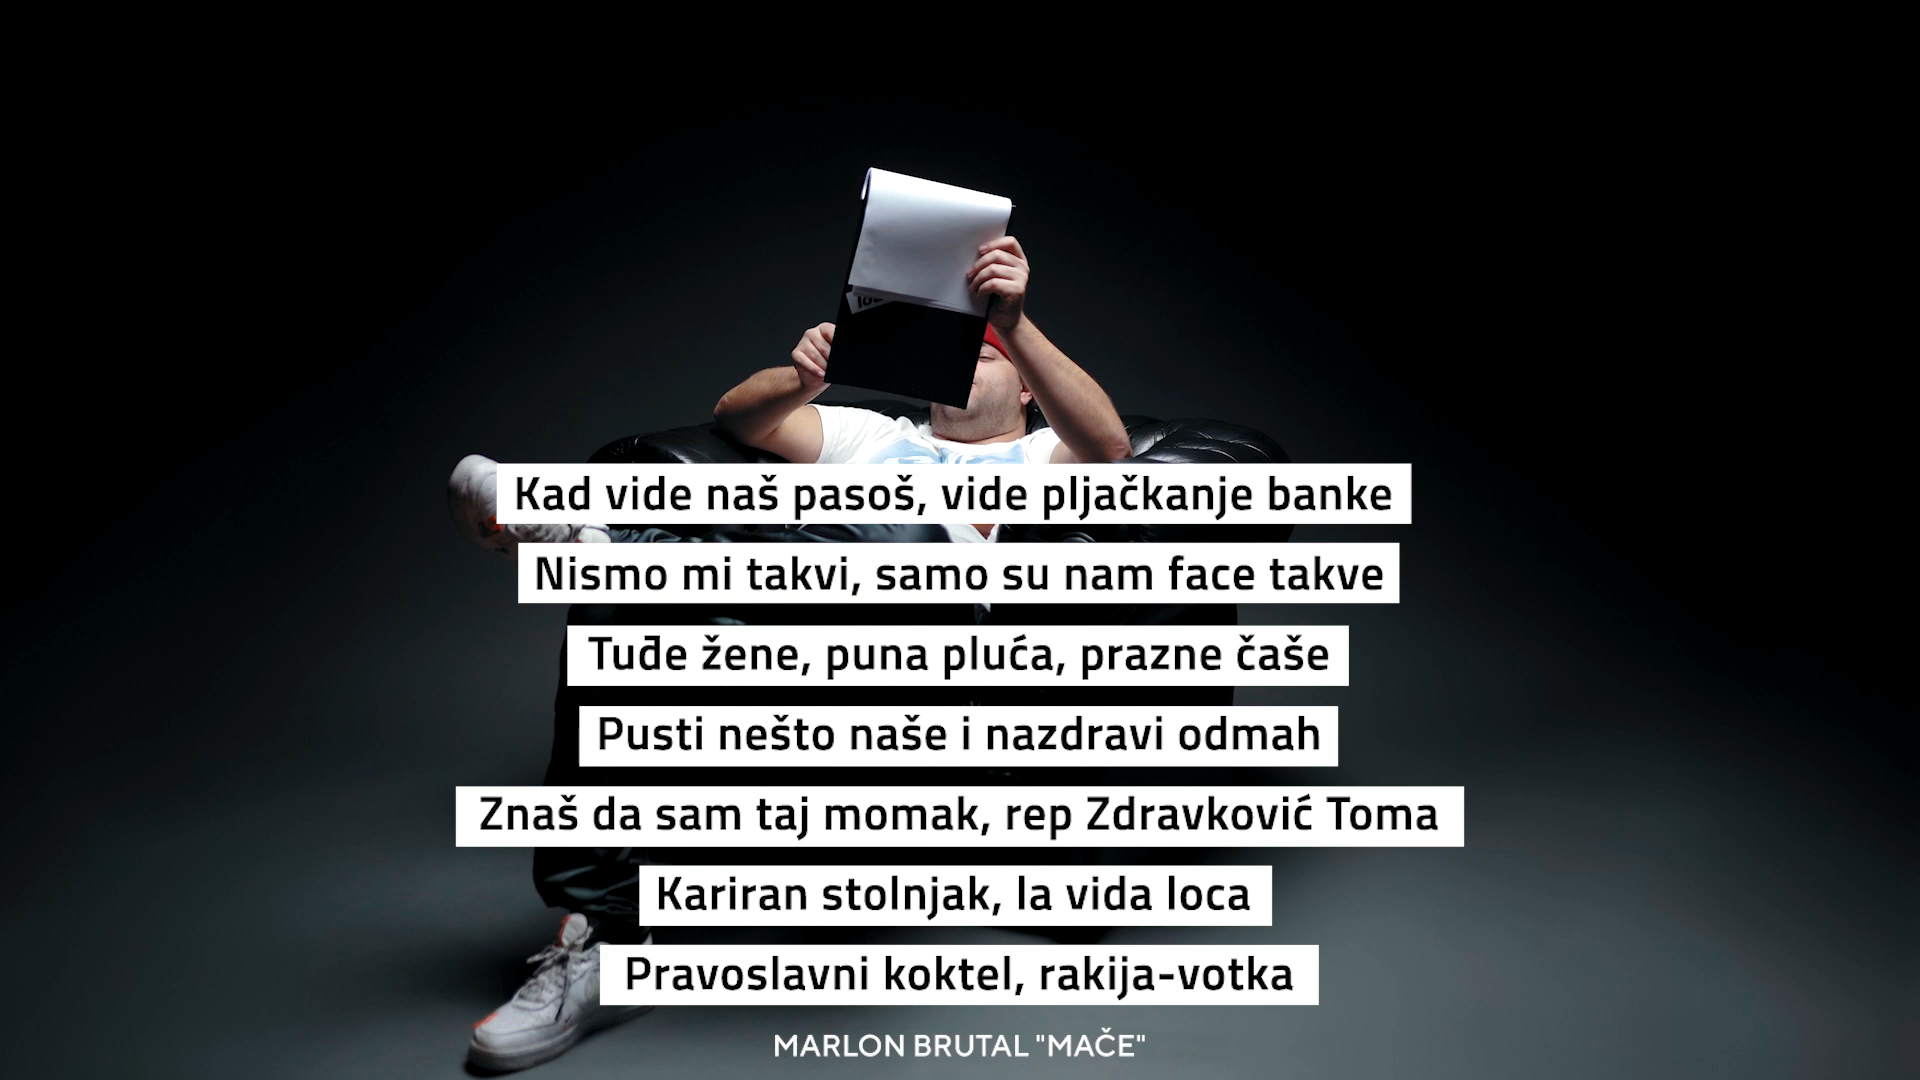 Kad vide naš pasoš, vide pljačkanje banke
Nismo mi takvi, samo su nam face takve
Tuđe žene, puna pluća, prazne čaše
Pusti nešto naše i nazdravi odmah
Znaš da sam taj momak, rep Zdravković Toma
Kariran stolnjak, la vida loca
Pravoslavni koktel, rakija-votka
MARLON BRUTAL "MAČE"